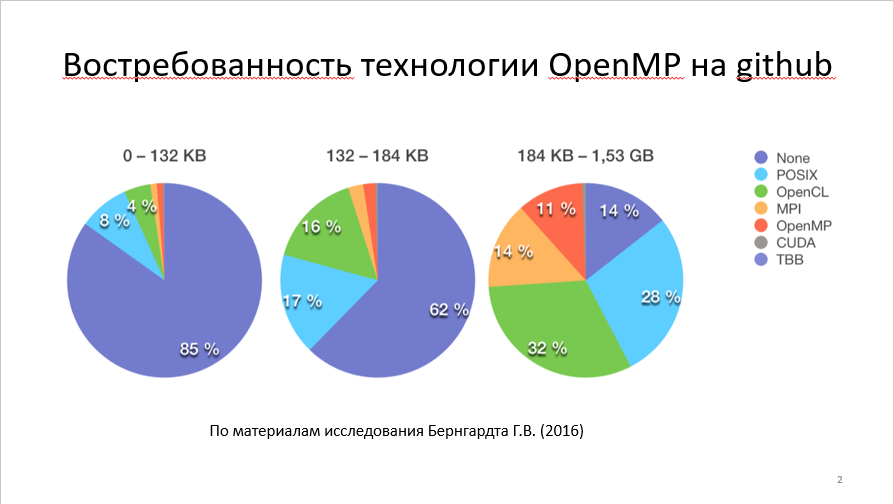 Востребованность технологии OpenMP на github
0 – 132 KB
132 – 184 KB
184 KB – 1,53 GB
85 %
8 %
4 %
62 %
17 %
16 %
14 %
28 %
32 %
14 %
11 %
None
POSIX
OpenCL
MPI
OpenMP
CUDA
TBB
По материалам исследования Бернгардта Г.В. (2016)
2